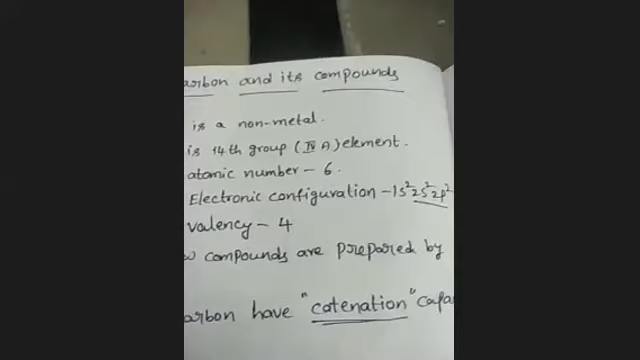 arbon and its compounds
is a non-metal.
is 14th group (IV A) element.
atomic number - 6.
Electronic configuration - 1s²2s²2p²
valency - 4
compounds are prepared by
arbon have "catenation" capa